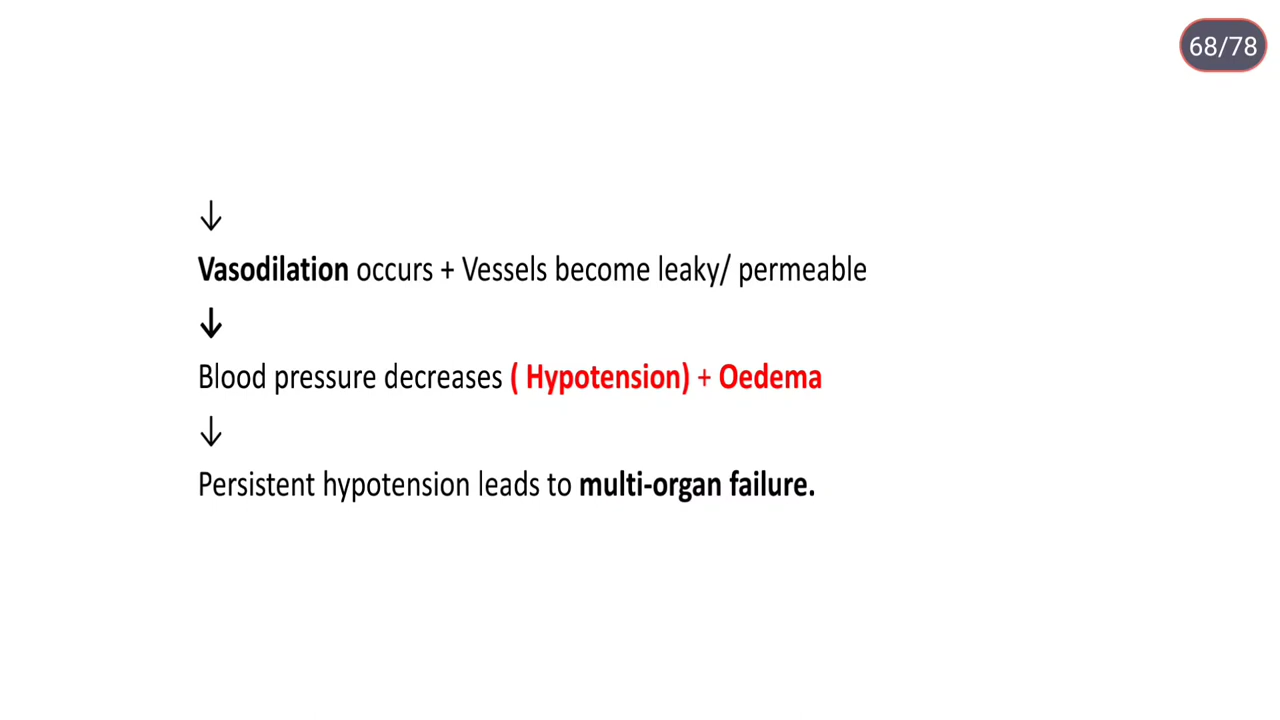 68/78
↓
Vasodilation occurs + Vessels become leaky/ permeable
↓
Blood pressure decreases ( Hypotension) + Oedema
↓
Persistent hypotension leads to multi-organ failure.